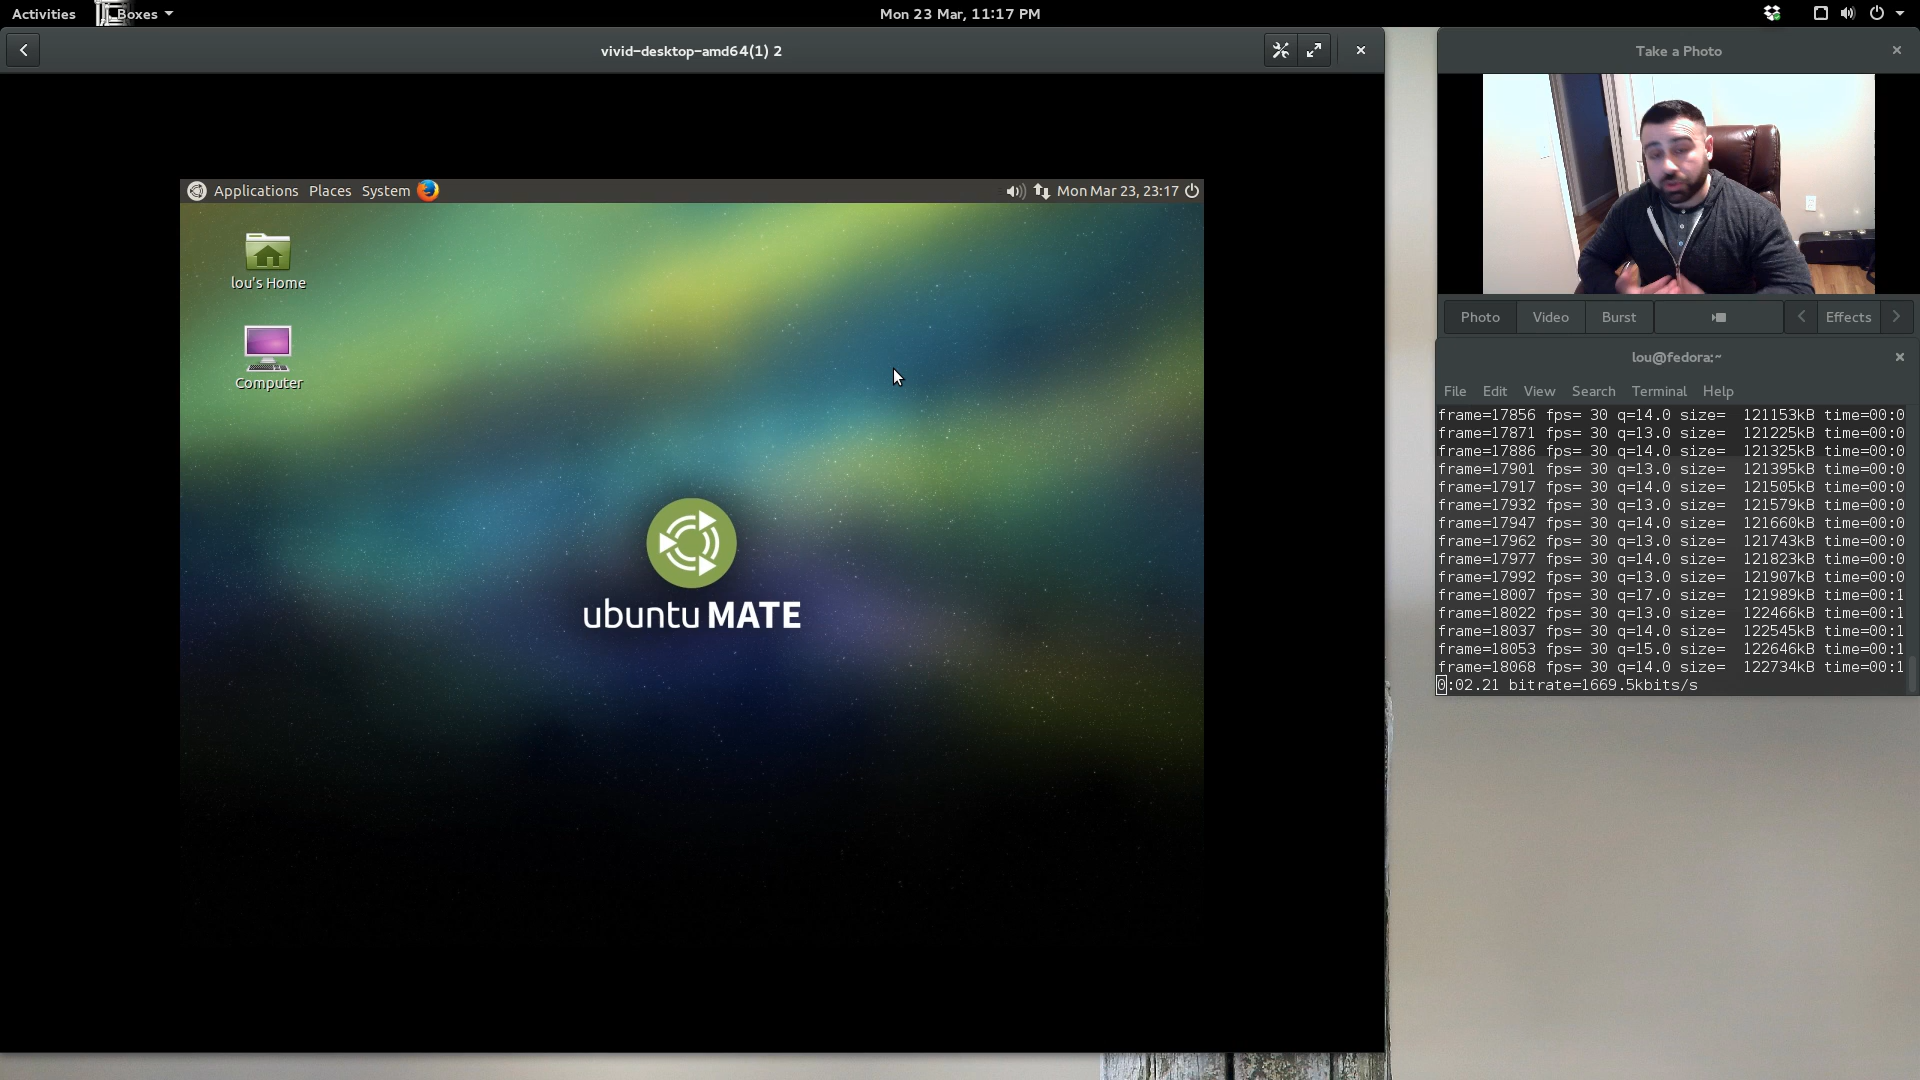 Activities
Boxes
Mon 23 Mar, 11:17 PM
vivid-desktop-amd64(1) 2
Applications Places System
Mon Mar 23, 23:17
lou's Home
Computer
ubuntu MATE
Take a Photo
Photo Video Burst Effects
lou@fedora:~
File Edit View Search Terminal Help
frame=17856 fps= 30 q=14.0 size=  121153kB time=00:0
frame=17871 fps= 30 q=13.0 size=  121225kB time=00:0
frame=17886 fps= 30 q=14.0 size=  121325kB time=00:0
frame=17901 fps= 30 q=13.0 size=  121395kB time=00:0
frame=17917 fps= 30 q=14.0 size=  121505kB time=00:0
frame=17932 fps= 30 q=13.0 size=  121579kB time=00:0
frame=17947 fps= 30 q=14.0 size=  121660kB time=00:0
frame=17962 fps= 30 q=13.0 size=  121743kB time=00:0
frame=17977 fps= 30 q=14.0 size=  121823kB time=00:0
frame=17992 fps= 30 q=13.0 size=  121907kB time=00:0
frame=18007 fps= 30 q=17.0 size=  121989kB time=00:1
frame=18022 fps= 30 q=13.0 size=  122466kB time=00:1
frame=18037 fps= 30 q=14.0 size=  122545kB time=00:1
frame=18053 fps= 30 q=15.0 size=  122646kB time=00:1
frame=18068 fps= 30 q=14.0 size=  122734kB time=00:1
0:02.21 bitrate=1669.5kbits/s